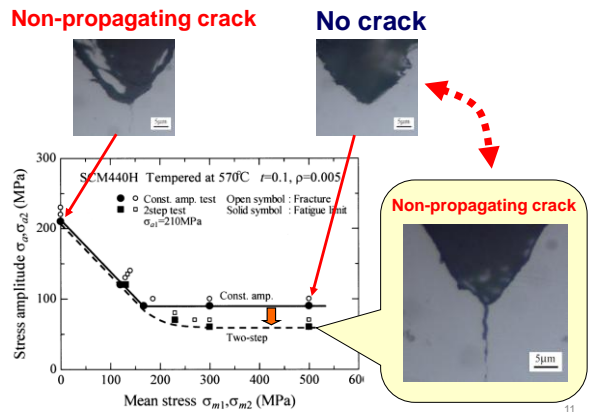 Non-propagating crack
No crack
5μm
5μm
SCM440H Tempered at 570℃ t=0.1, ρ=0.005
Const. amp. test Open symbol : Fracture
2step test Solid symbol : Fatigue limit
σa1=210MPa
Const. amp.
Two-step
Stress amplitude σa,σa2 (MPa)
300
200
100
0
0 100 200 300 400 500
Mean stress σm1,σm2 (MPa)
Non-propagating crack
5μm
11